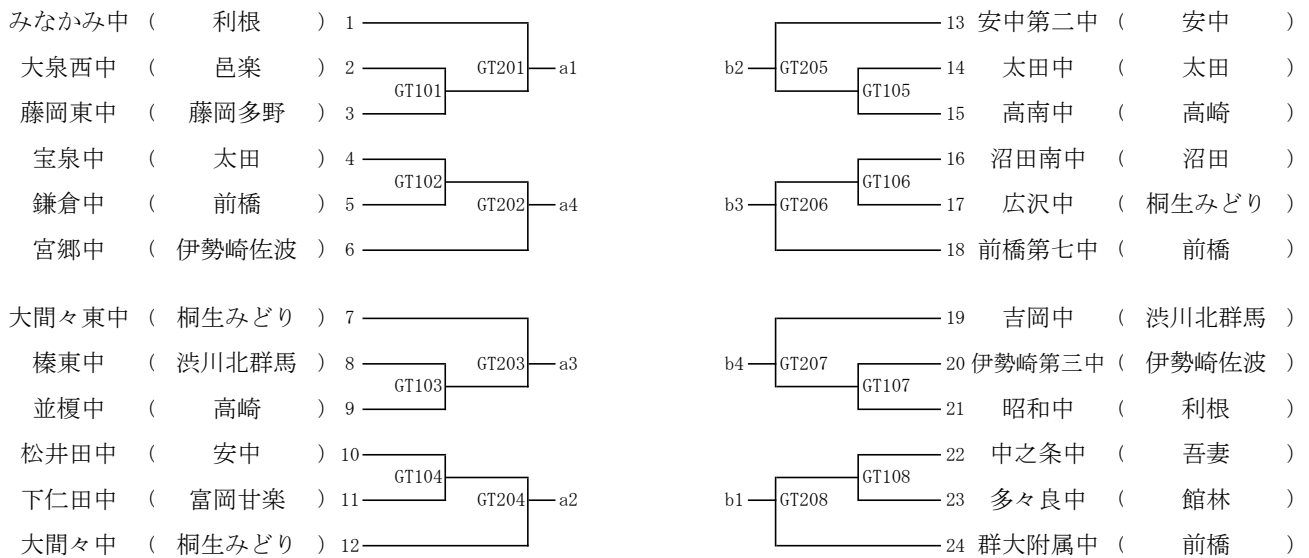 みなかみ中 ( 利根 ) 1
大泉西中 ( 邑楽 ) 2
藤岡東中 ( 藤岡多野 ) 3
宝泉中 ( 太田 ) 4
鎌倉中 ( 前橋 ) 5
宮郷中 ( 伊勢崎佐波 ) 6
大間々東中 ( 桐生みどり ) 7
榛東中 ( 渋川北群馬 ) 8
並榎中 ( 高崎 ) 9
松井田中 ( 安中 ) 10
下仁田中 ( 富岡甘楽 ) 11
大間々中 ( 桐生みどり ) 12
GT101
GT102
GT103
GT104
GT201 a1
GT202 a4
GT203 a3
GT204 a2
b2 GT205
b3 GT206
b4 GT207
b1 GT208
GT105
GT106
GT107
GT108
13 安中第二中 ( 安中 )
14 太田中 ( 太田 )
15 高南中 ( 高崎 )
16 沼田南中 ( 沼田 )
17 広沢中 ( 桐生みどり )
18 前橋第七中 ( 前橋 )
19 吉岡中 ( 渋川北群馬 )
20 伊勢崎第三中 ( 伊勢崎佐波 )
21 昭和中 ( 利根 )
22 中之条中 ( 吾妻 )
23 多々良中 ( 館林 )
24 群大附属中 ( 前橋 )